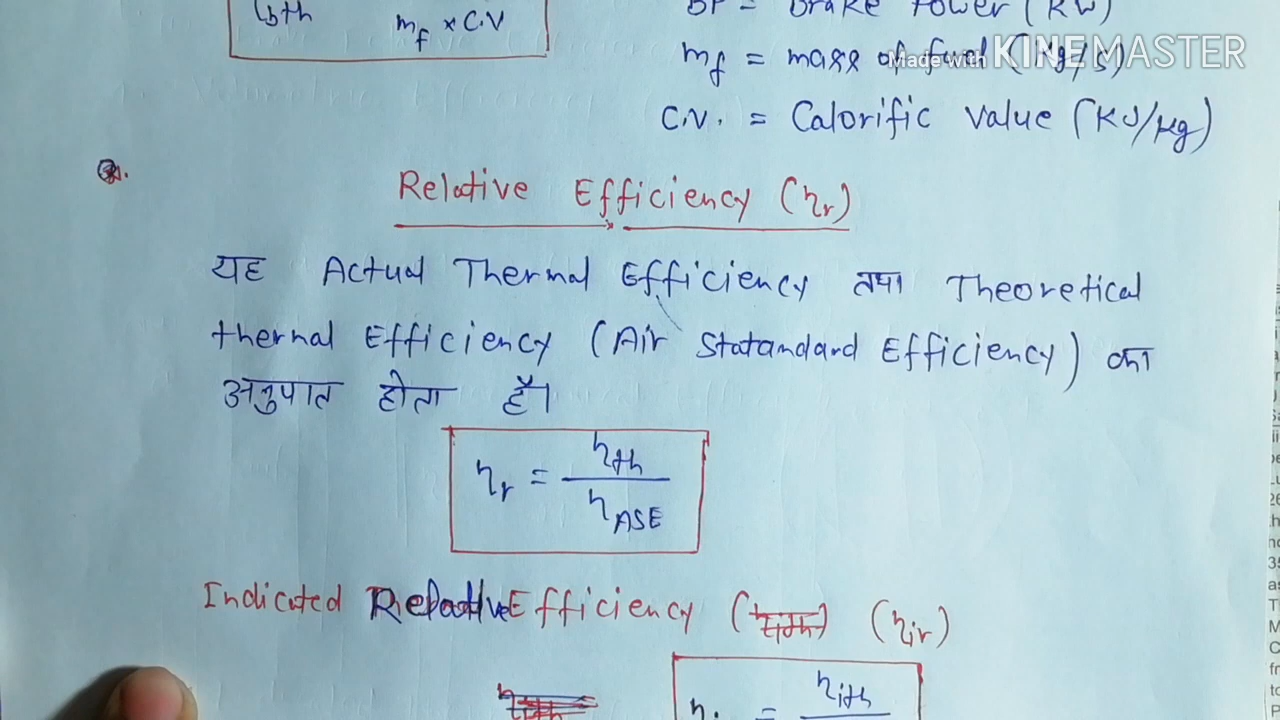 mf × C.V
BP = Brake Power (KW)
mf = mass of fuel (Kg/s)
Made with KINEMASTER
C.V. = Calorific Value (KJ/Kg)
Relative Efficiency (ηr)
यह Actual Thermal Efficiency तथा Theoretical
thermal Efficiency (Air Statandard Efficiency) का
अनुपात होता है।
ηr = ηth / ηASE
Indicated Relative Efficiency (ηir)
= ηith